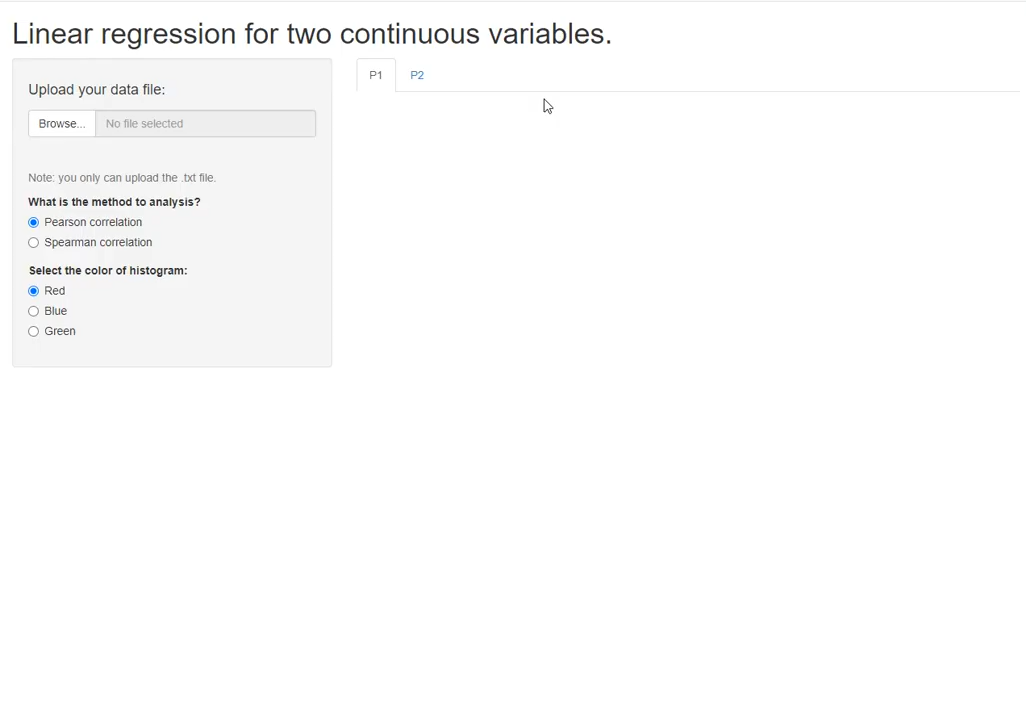 Linear regression for two continuous variables.
Upload your data file:
Browse... No file selected
Note: you only can upload the .txt file.
What is the method to analysis?
Pearson correlation
Spearman correlation
Select the color of histogram:
Red
Blue
Green
P1 P2